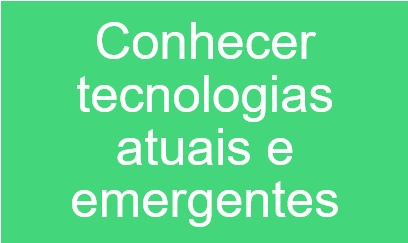 Conhecer
tecnologias
atuais e
emergentes